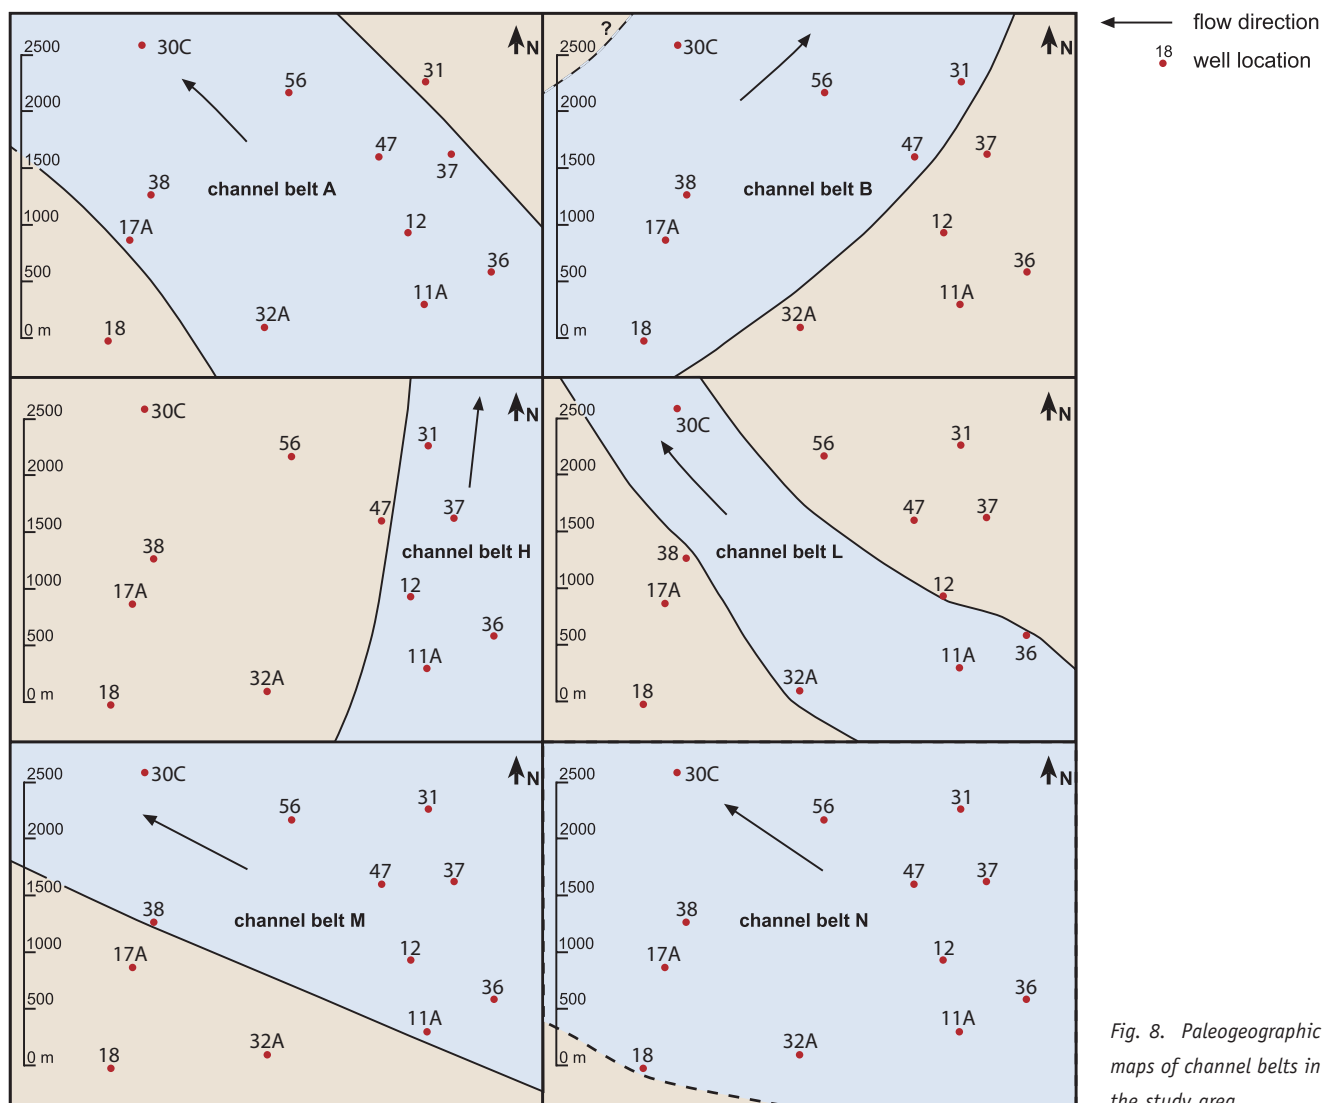 flow direction
18
well location
2500
2000
1500
1000
500
0 m
30C
56
31
N
47
37
38
channel belt A
17A
12
36
11A
32A
18
?
2500
2000
1500
1000
500
0 m
30C
56
31
N
47
37
38
channel belt B
17A
12
36
11A
32A
18
2500
2000
1500
1000
500
0 m
30C
56
31
N
47
37
38
channel belt H
17A
12
36
11A
32A
18
2500
2000
1500
1000
500
0 m
30C
56
31
N
47
37
38
channel belt L
17A
12
36
11A
32A
18
2500
2000
1500
1000
500
0 m
30C
56
31
N
47
37
38
channel belt M
17A
12
36
11A
32A
18
2500
2000
1500
1000
500
0 m
30C
56
31
N
47
37
38
channel belt N
17A
12
36
11A
32A
18
Fig. 8. Paleogeographic
maps of channel belts in
the study area